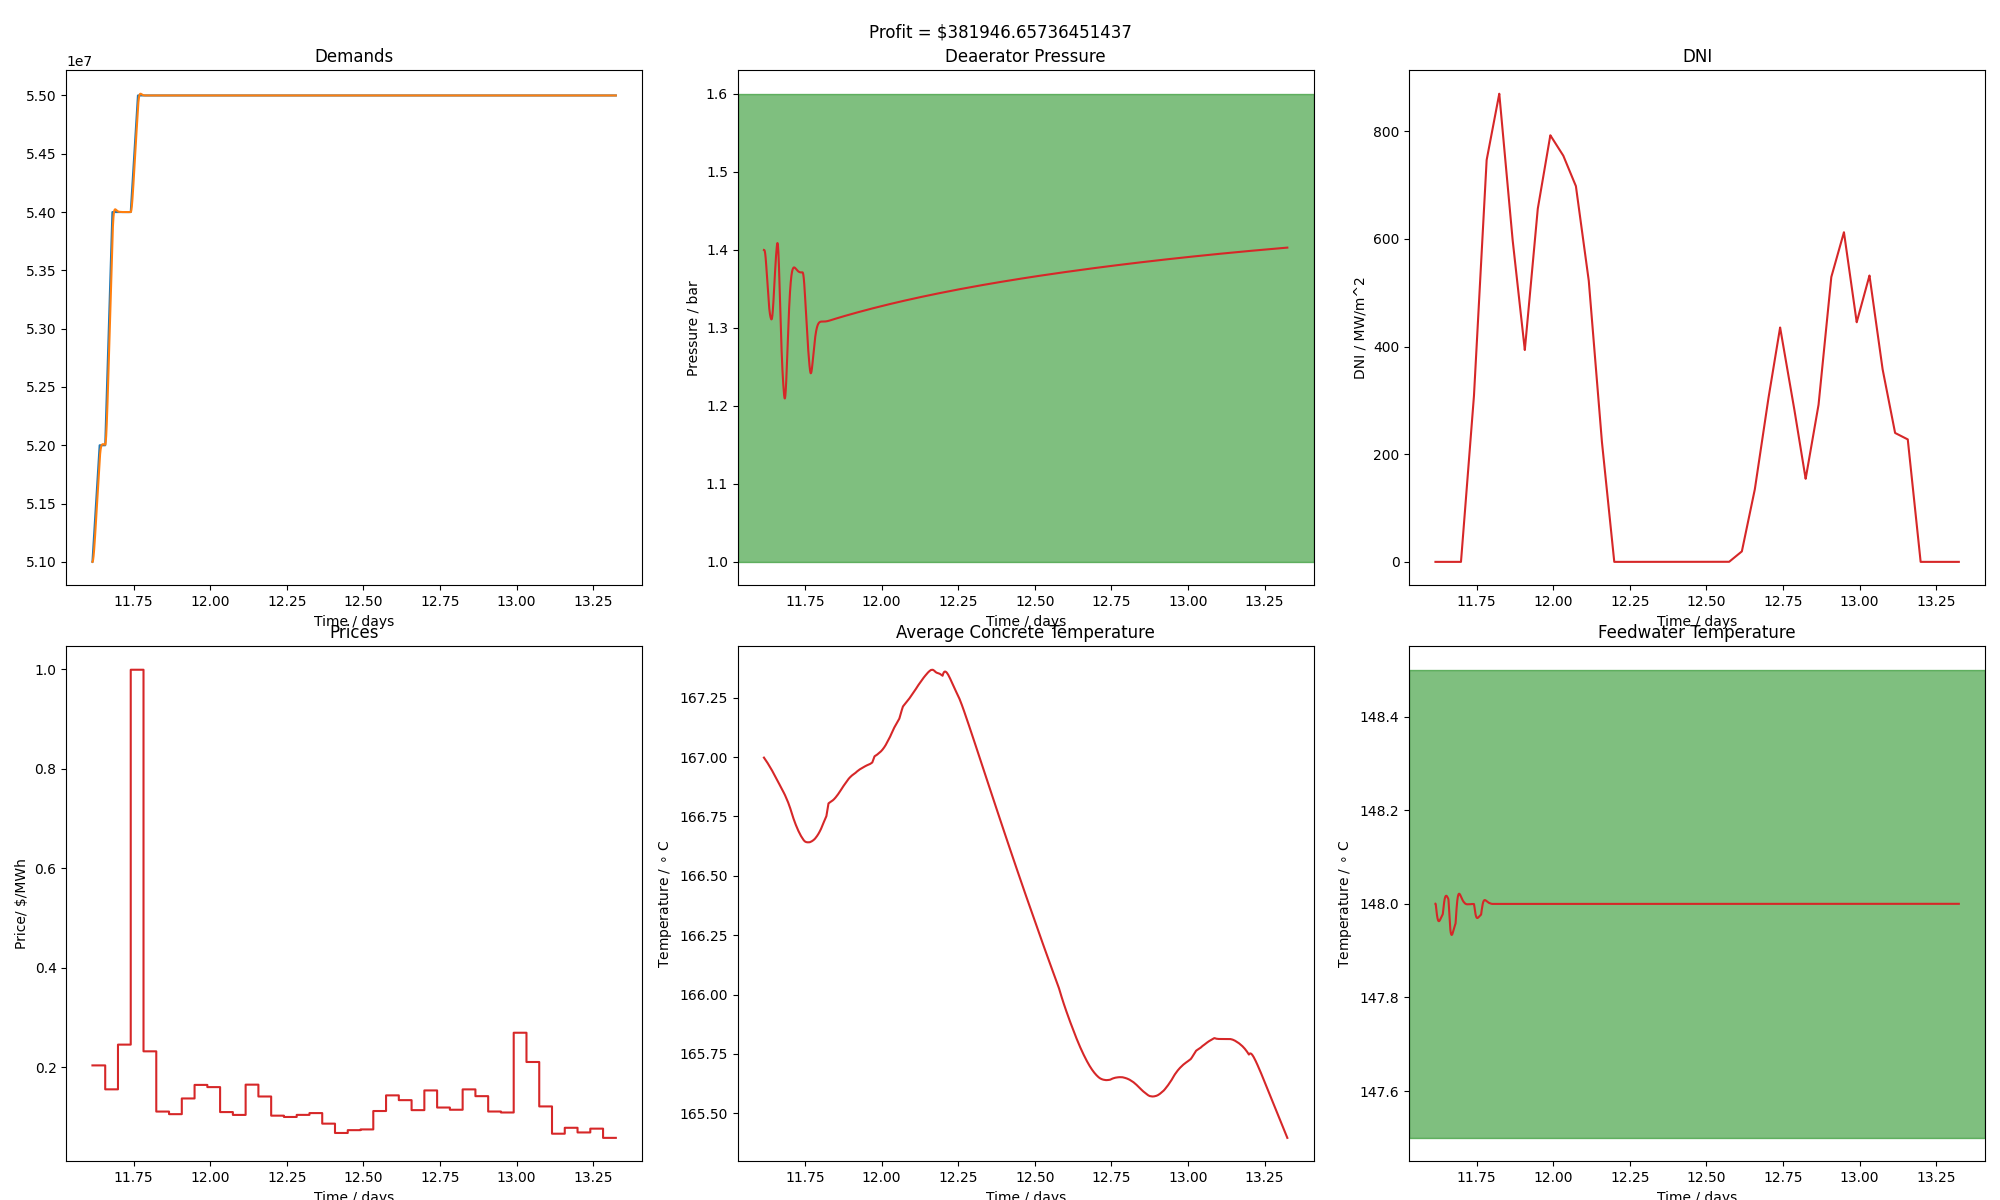 Profit = $381946.65736451437
Demands
1e7
5.50
5.45
5.40
5.35
5.30
5.25
5.20
5.15
5.10
11.75 12.00 12.25 12.50 12.75 13.00 13.25
Time / days
Deaerator Pressure
Pressure / bar
1.6
1.5
1.4
1.3
1.2
1.1
1.0
11.75 12.00 12.25 12.50 12.75 13.00 13.25
Time / days
DNI
DNI / MW/m^2
800
600
400
200
0
11.75 12.00 12.25 12.50 12.75 13.00 13.25
Time / days
Prices
Price/ $/MWh
1.0
0.8
0.6
0.4
0.2
11.75 12.00 12.25 12.50 12.75 13.00 13.25
Time / days
Average Concrete Temperature
Temperature / ∘ C
167.25
167.00
166.75
166.50
166.25
166.00
165.75
165.50
11.75 12.00 12.25 12.50 12.75 13.00 13.25
Time / days
Feedwater Temperature
Temperature / ∘ C
148.4
148.2
148.0
147.8
147.6
11.75 12.00 12.25 12.50 12.75 13.00 13.25
Time / days